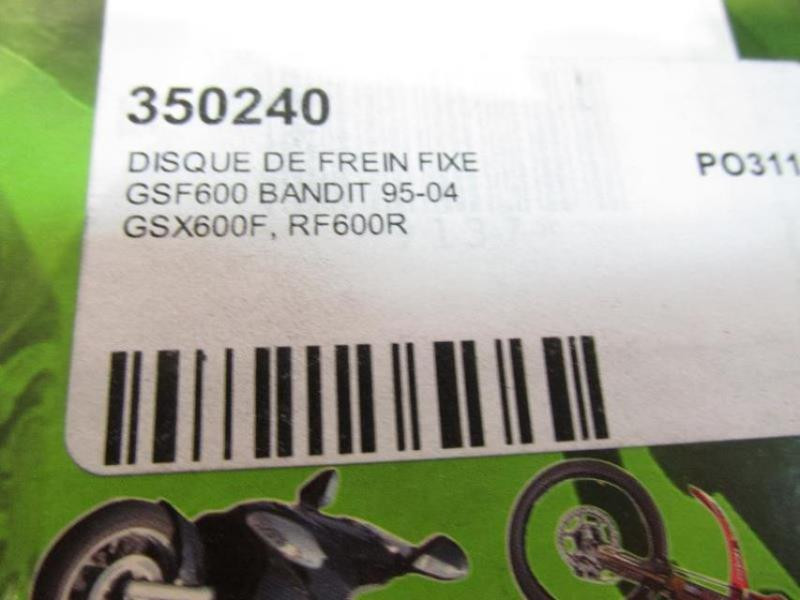 350240
DISQUE DE FREIN FIXE
GSF600 BANDIT 95-04
GSX600F, RF600R
PO311